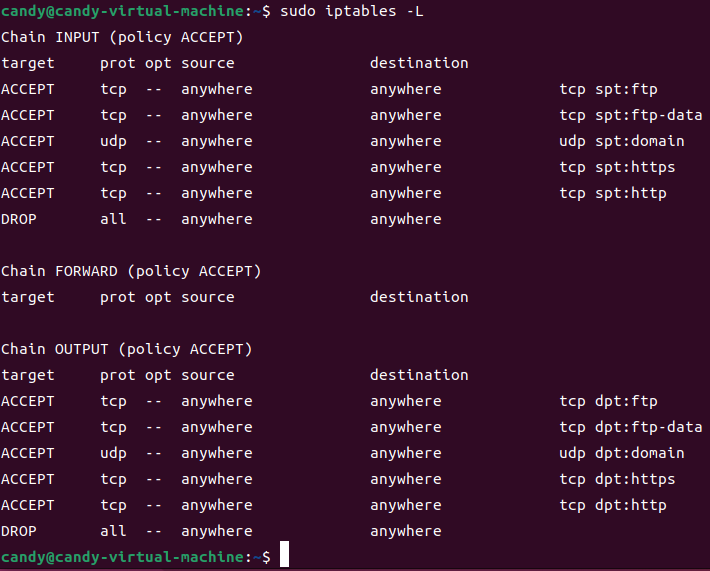 candy@candy-virtual-machine:~$ sudo iptables -L
Chain INPUT (policy ACCEPT)
target     prot opt source               destination
ACCEPT     tcp  --  anywhere             anywhere             tcp spt:ftp
ACCEPT     tcp  --  anywhere             anywhere             tcp spt:ftp-data
ACCEPT     udp  --  anywhere             anywhere             udp spt:domain
ACCEPT     tcp  --  anywhere             anywhere             tcp spt:https
ACCEPT     tcp  --  anywhere             anywhere             tcp spt:http
DROP       all  --  anywhere             anywhere

Chain FORWARD (policy ACCEPT)
target     prot opt source               destination

Chain OUTPUT (policy ACCEPT)
target     prot opt source               destination
ACCEPT     tcp  --  anywhere             anywhere             tcp dpt:ftp
ACCEPT     tcp  --  anywhere             anywhere             tcp dpt:ftp-data
ACCEPT     udp  --  anywhere             anywhere             udp dpt:domain
ACCEPT     tcp  --  anywhere             anywhere             tcp dpt:https
ACCEPT     tcp  --  anywhere             anywhere             tcp dpt:http
DROP       all  --  anywhere             anywhere
candy@candy-virtual-machine:~$